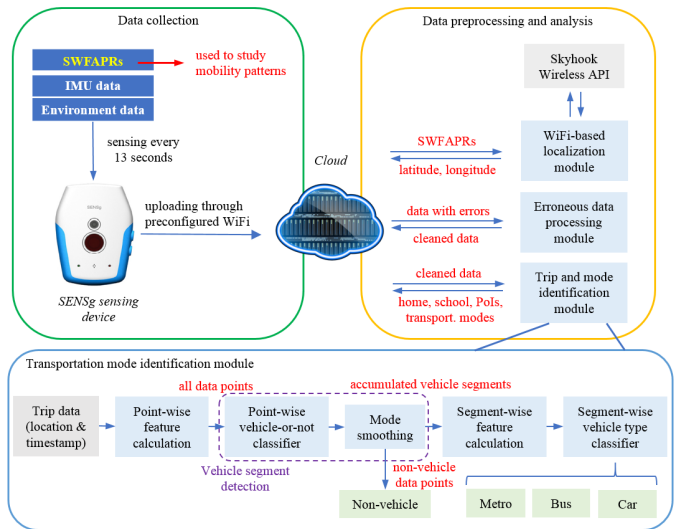 Data collection
SWFAPRs
used to study
mobility patterns
IMU data
Environment data
sensing every
13 seconds
uploading through
preconfigured WiFi
SENSg
SENSg sensing
device
Cloud
Data preprocessing and analysis
Skyhook
Wireless API
SWFAPRs
latitude, longitude
WiFi-based
localization
module
data with errors
cleaned data
Erroneous data
processing
module
cleaned data
home, school, PoIs,
transport. modes
Trip and mode
identification
module
Transportation mode identification module
all data points
accumulated vehicle segments
Trip data
(location &
timestamp)
Point-wise
feature
calculation
Point-wise
vehicle-or-not
classifier
Mode
smoothing
Segment-wise
feature
calculation
Segment-wise
vehicle type
classifier
Vehicle segment
detection
non-vehicle
data points
Non-vehicle
Metro
Bus
Car